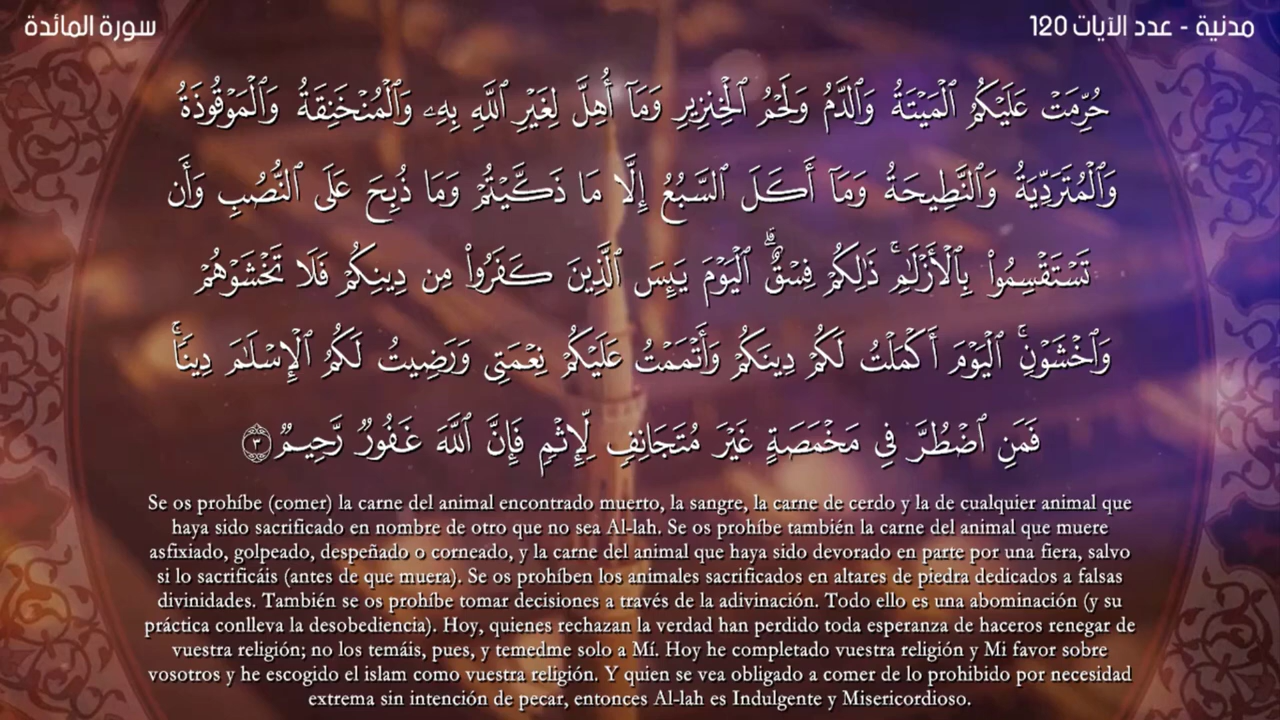 سورة المائدة
مدنية - عدد الآيات 120
حُرِّمَتْ عَلَيْكُمُ ٱلْمَيْتَةُ وَٱلدَّمُ وَلَحْمُ ٱلْخِنزِيرِ وَمَآ أُهِلَّ لِغَيْرِ ٱللَّهِ بِهِۦ وَٱلْمُنْخَنِقَةُ وَٱلْمَوْقُوذَةُ
وَٱلْمُتَرَدِّيَةُ وَٱلنَّطِيحَةُ وَمَآ أَكَلَ ٱلسَّبُعُ إِلَّا مَا ذَكَّيْتُمْ وَمَا ذُبِحَ عَلَى ٱلنُّصُبِ وَأَن
تَسْتَقْسِمُوا۟ بِٱلْأَزْلَٰمِ ۚ ذَٰلِكُمْ فِسْقٌ ۗ ٱلْيَوْمَ يَئِسَ ٱلَّذِينَ كَفَرُوا۟ مِن دِينِكُمْ فَلَا تَخْشَوْهُمْ
وَٱخْشَوْنِ ۚ ٱلْيَوْمَ أَكْمَلْتُ لَكُمْ دِينَكُمْ وَأَتْمَمْتُ عَلَيْكُمْ نِعْمَتِى وَرَضِيتُ لَكُمُ ٱلْإِسْلَٰمَ دِينًا ۚ
فَمَنِ ٱضْطُرَّ فِى مَخْمَصَةٍ غَيْرَ مُتَجَانِفٍ لِّإِثْمٍ فَإِنَّ ٱللَّهَ غَفُورٌ رَّحِيمٌ ٣
Se os prohíbe (comer) la carne del animal encontrado muerto, la sangre, la carne de cerdo y la de cualquier animal que
haya sido sacrificado en nombre de otro que no sea Al-lah. Se os prohíbe también la carne del animal que muere
asfixiado, golpeado, despeñado o corneado, y la carne del animal que haya sido devorado en parte por una fiera, salvo
si lo sacrificáis (antes de que muera). Se os prohíben los animales sacrificados en altares de piedra dedicados a falsas
divinidades. También se os prohíbe tomar decisiones a través de la adivinación. Todo ello es una abominación (y su
práctica conlleva la desobediencia). Hoy, quienes rechazan la verdad han perdido toda esperanza de haceros renegar de
vuestra religión; no los temáis, pues, y temedme solo a Mí. Hoy he completado vuestra religión y Mi favor sobre
vosotros y he escogido el islam como vuestra religión. Y quien se vea obligado a comer de lo prohibido por necesidad
extrema sin intención de pecar, entonces Al-lah es Indulgente y Misericordioso.